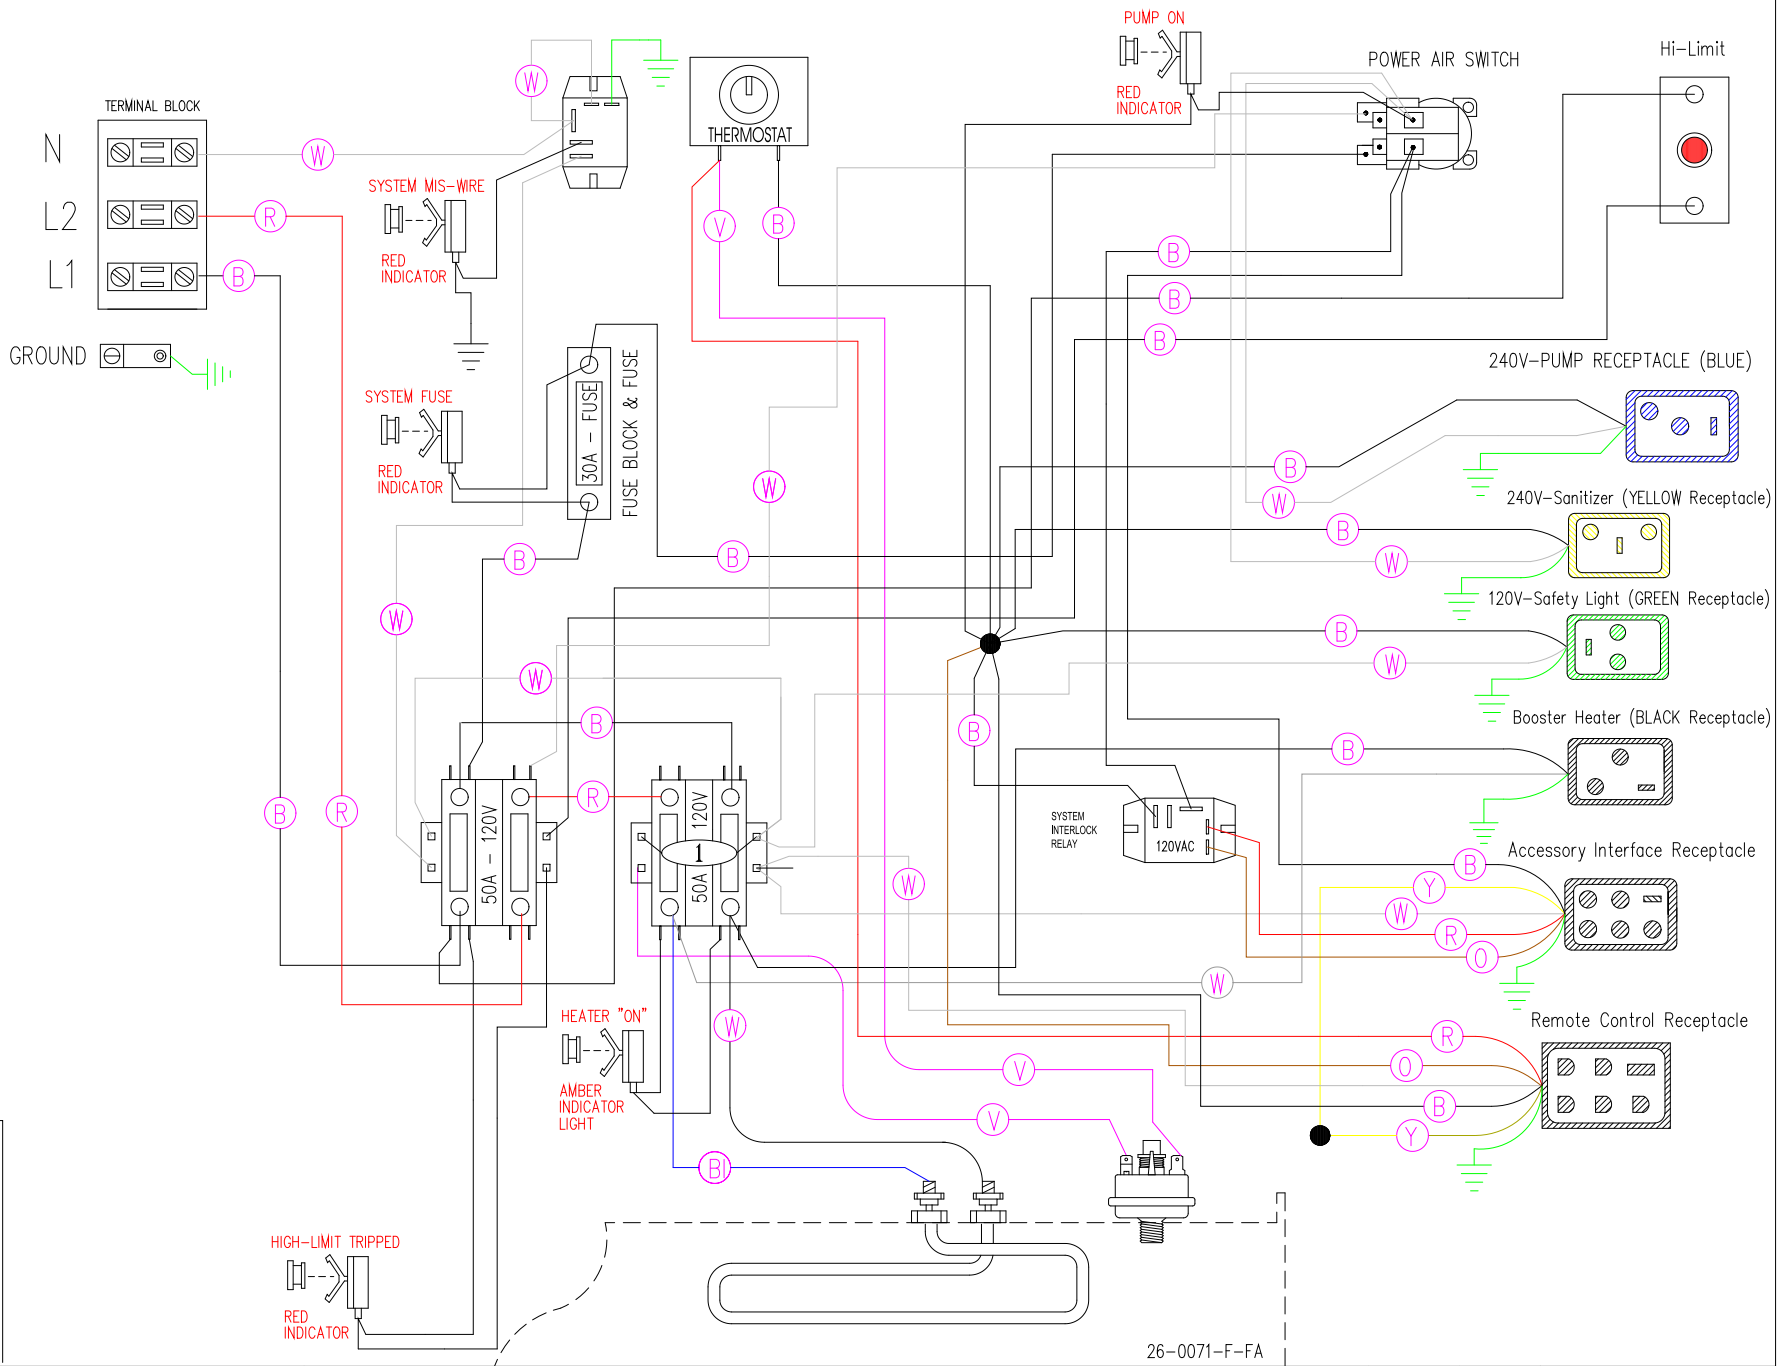 PUMP ON
RED
INDICATOR
POWER AIR SWITCH
Hi-Limit
TERMINAL BLOCK
N
L2
L1
GROUND
W
W
R
B
SYSTEM MIS-WIRE
RED
INDICATOR
THERMOSTAT
V
B
B
B
B
SYSTEM FUSE
RED
INDICATOR
30A - FUSE
FUSE BLOCK & FUSE
240V-PUMP RECEPTACLE (BLUE)
B
W
240V-Sanitizer (YELLOW Receptacle)
B
W
120V-Safety Light (GREEN Receptacle)
B
W
Booster Heater (BLACK Receptacle)
B
W
B
B
W
W
B
B
R
B
R
50A - 120V
50A
120V
1
SYSTEM
INTERLOCK
RELAY
120VAC
Accessory Interface Receptacle
B
Y
W
R
O
W
W
W
Remote Control Receptacle
R
O
B
Y
V
V
HEATER "ON"
AMBER
INDICATOR
LIGHT
Bl
HIGH-LIMIT TRIPPED
RED
INDICATOR
26-0071-F-FA